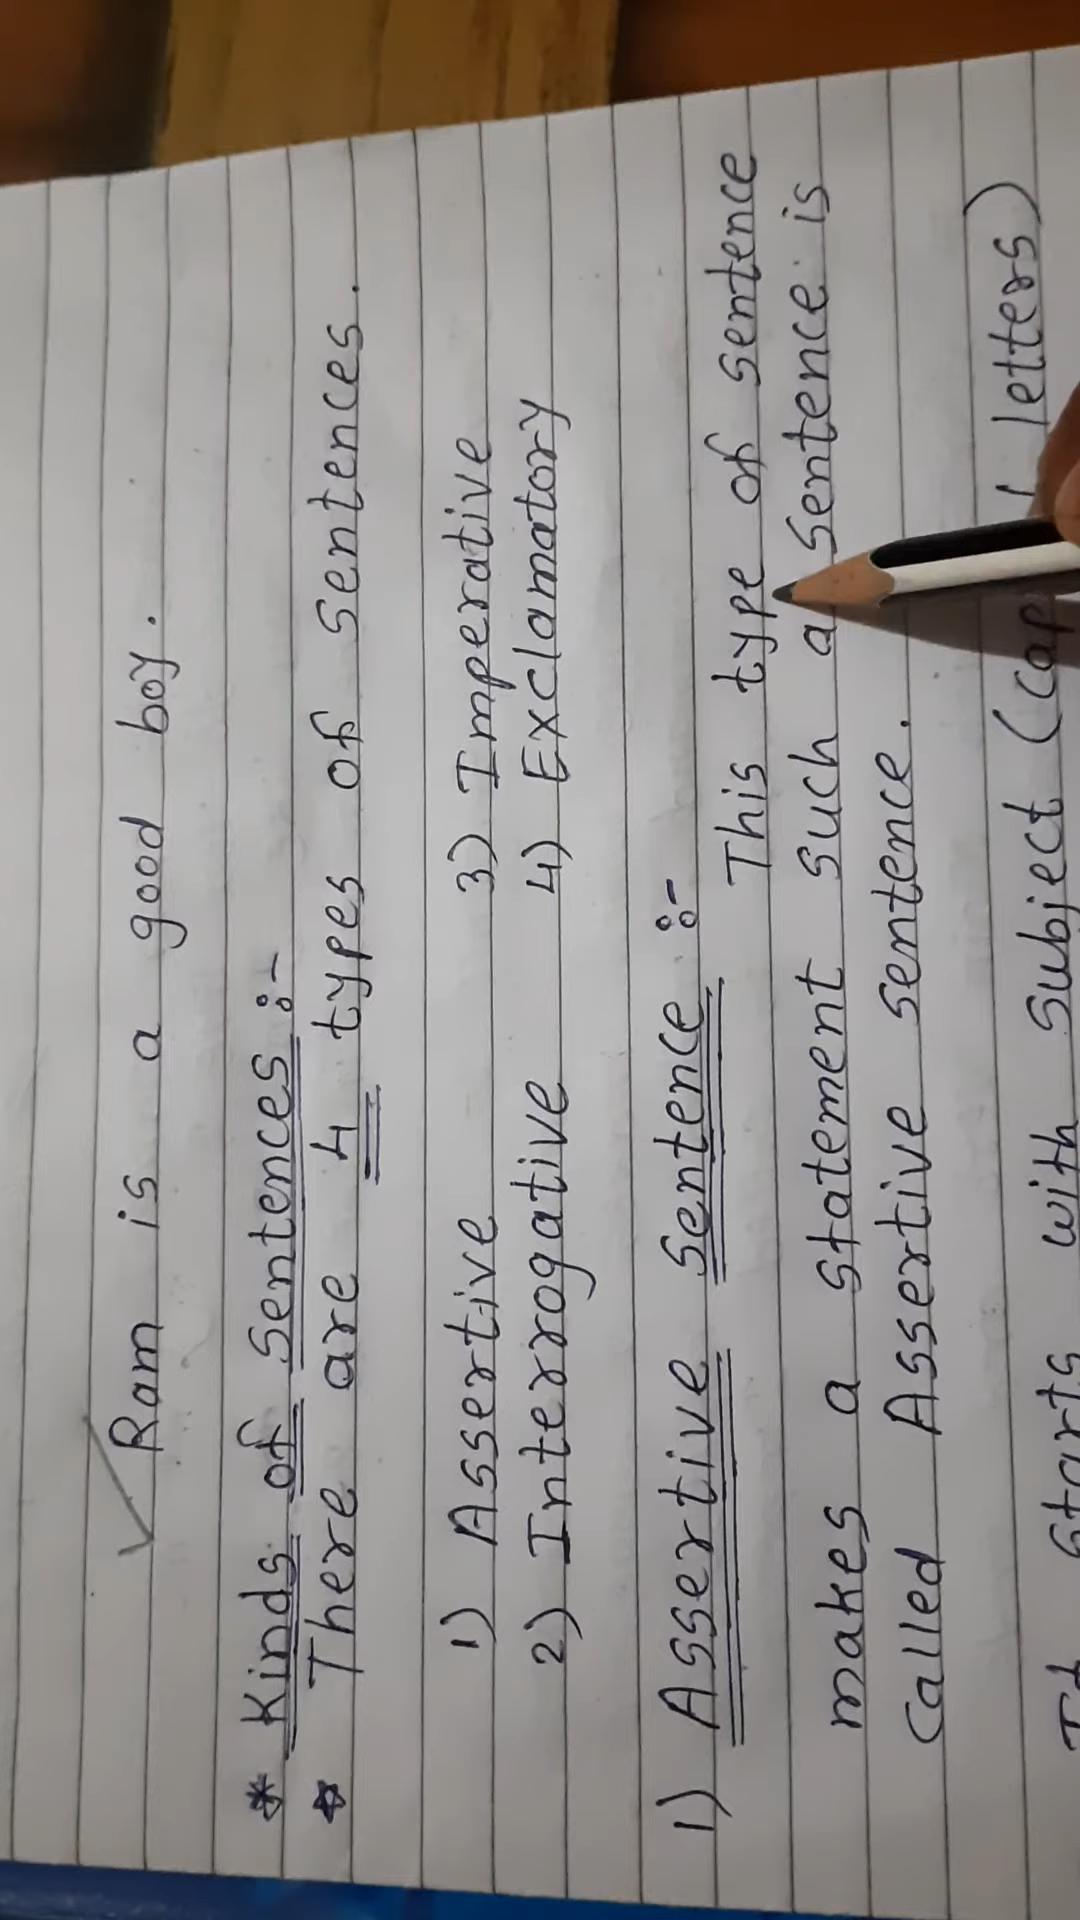 Ram is a good boy.
* Kinds of Sentences :-
* There are 4 types of sentences.
1) Assertive 3) Imperative
2) Interrogative 4) Exclamatory
1) Assertive Sentence :-
This type of sentence
makes a statement such a sentence is
called Assertive sentence.
starts with subject ( letters)